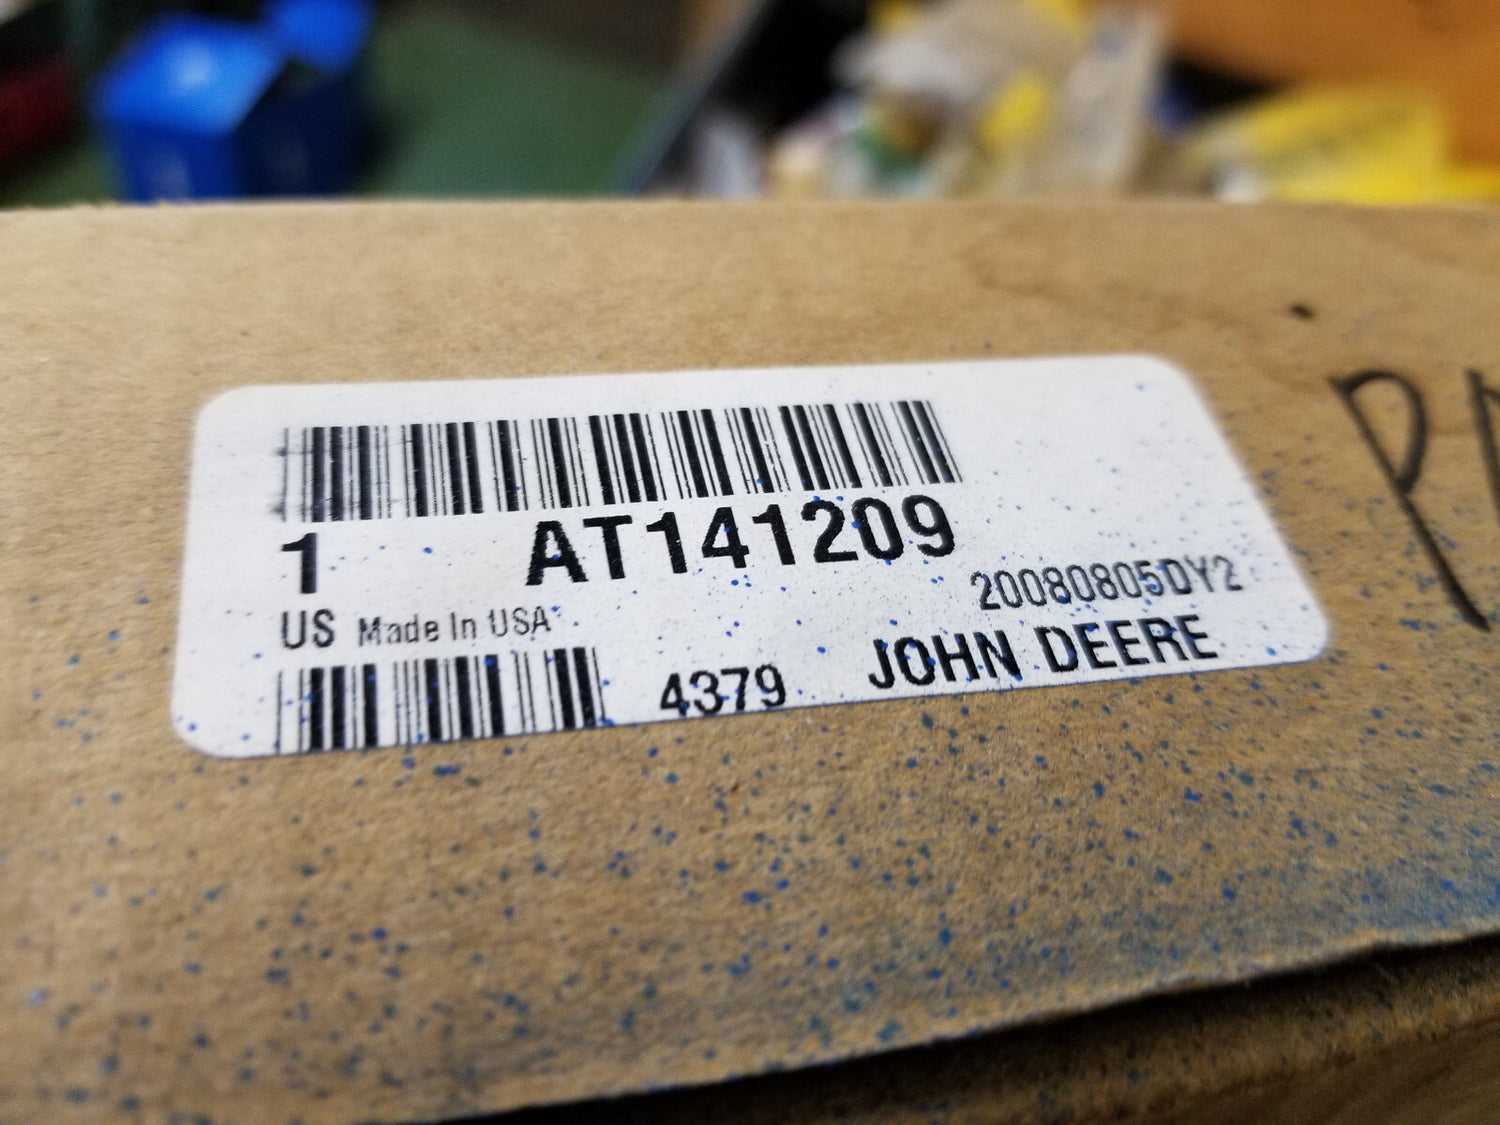 1 AT141209
20080805DY2
US Made In USA
4379 JOHN DEERE